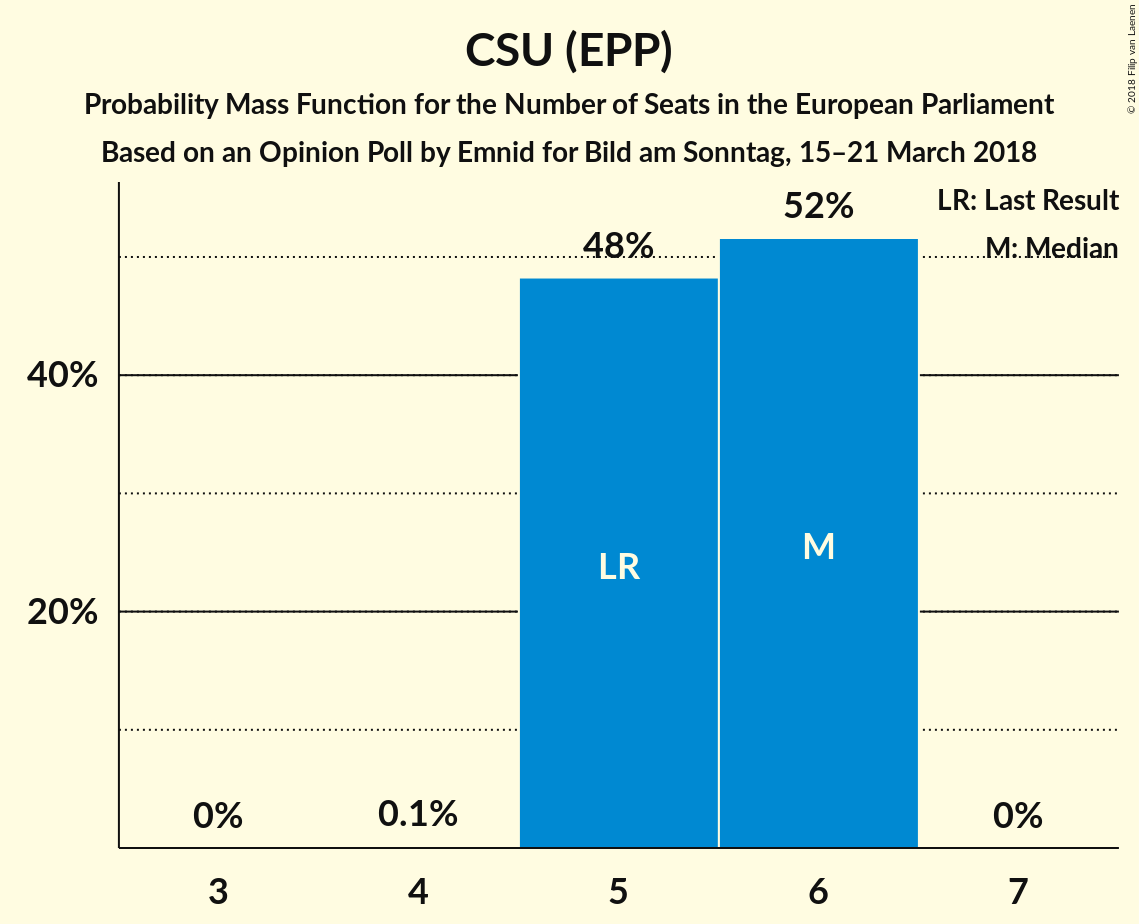 CSU (EPP)
Probability Mass Function for the Number of Seats in the European Parliament
Based on an Opinion Poll by Emnid for Bild am Sonntag, 15–21 March 2018
© 2018 Filip van Laenen
LR: Last Result
M: Median
52%
48%
40%
20%
LR
M
0%
0.1%
0%
3
4
5
6
7